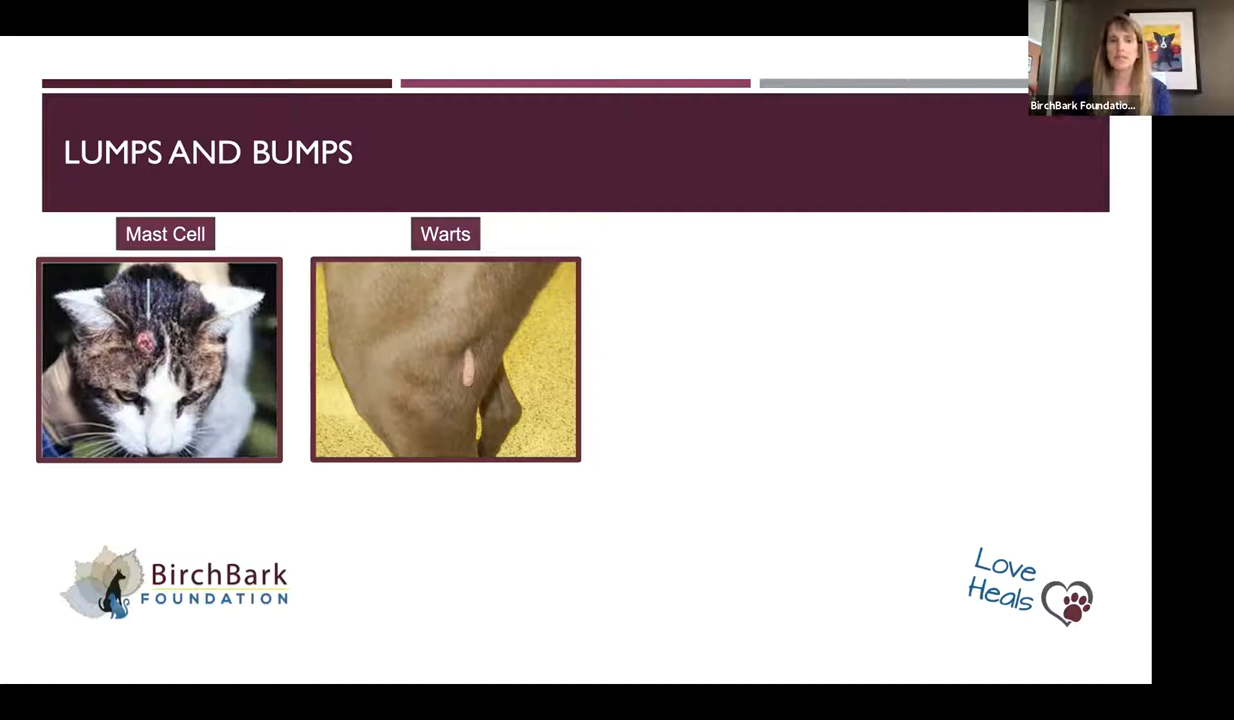 BirchBark Foundatio...
LUMPS AND BUMPS
Mast Cell
Warts
BirchBark
FOUNDATION
Love
Heals